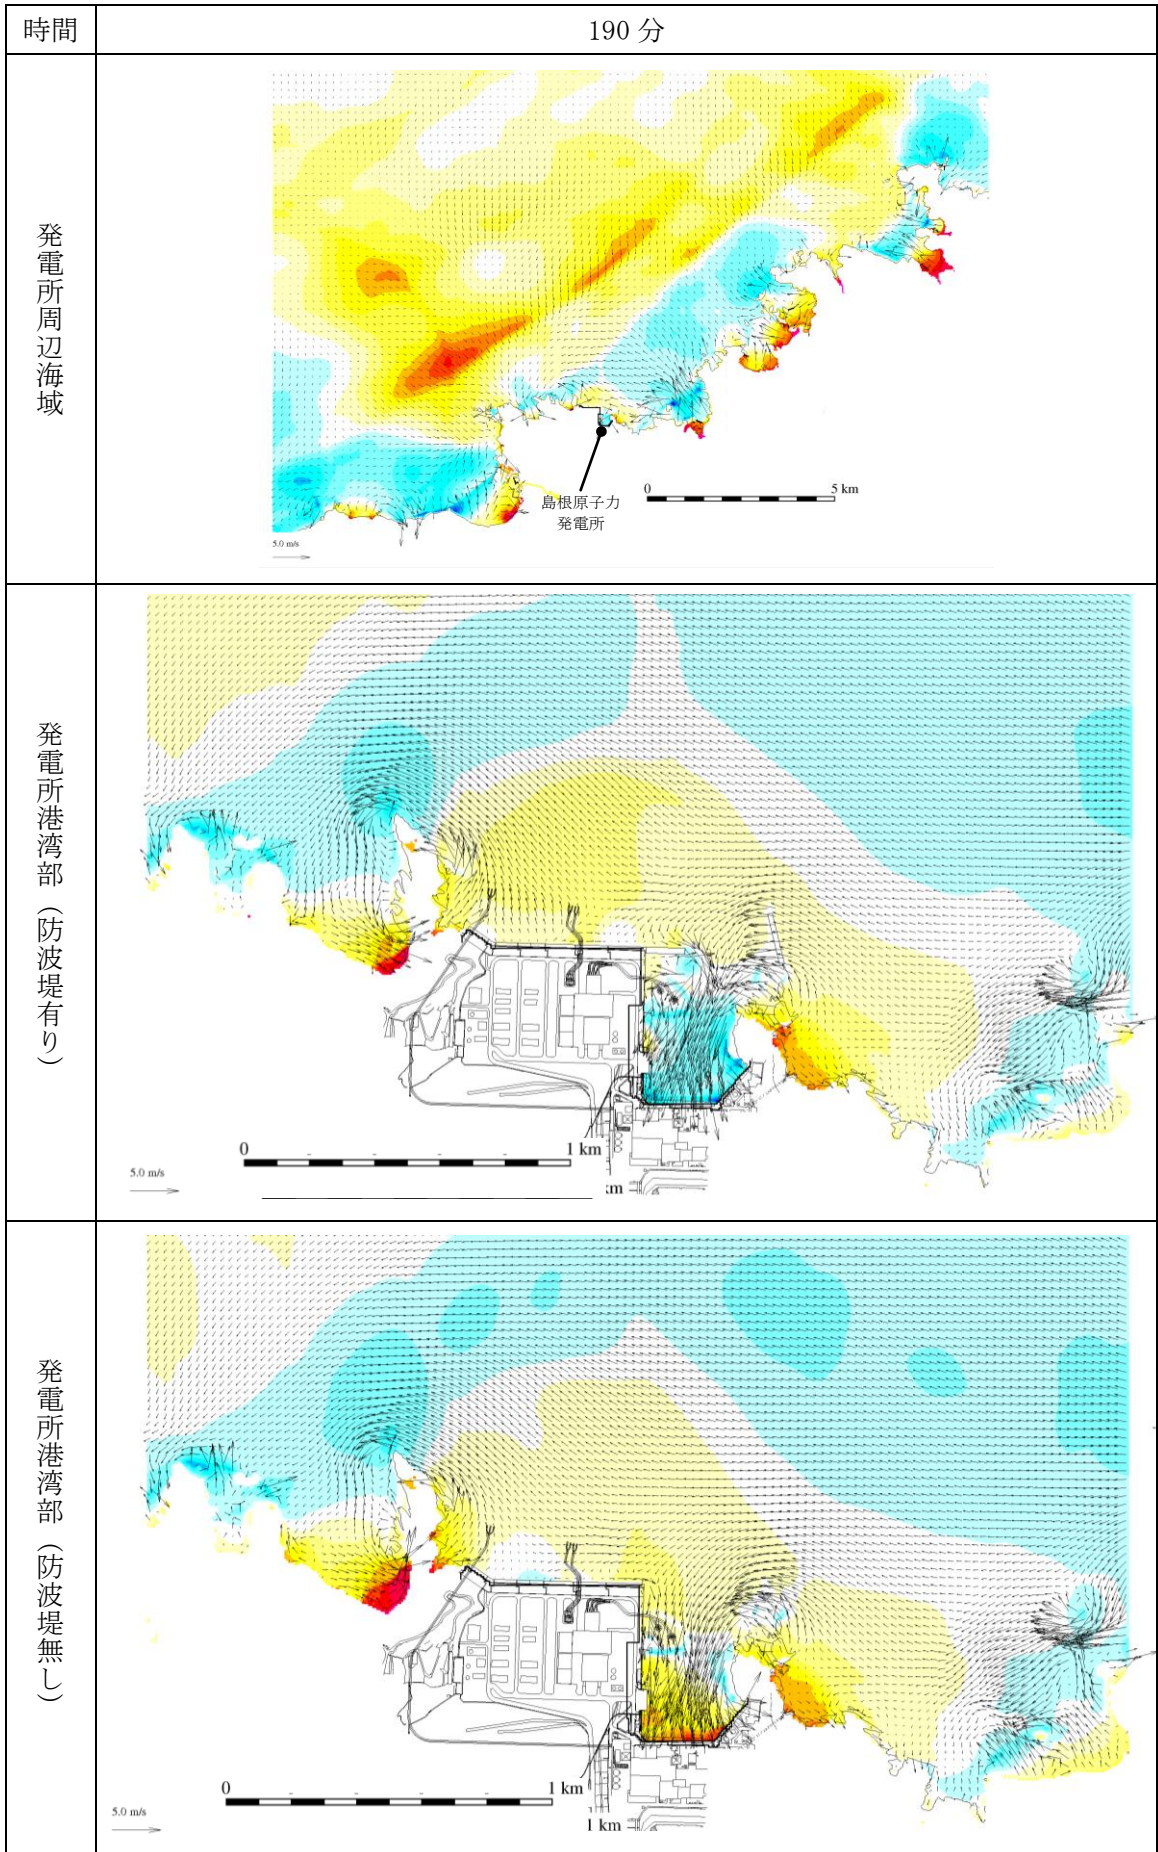 時間
190 分
発電所周辺海域
島根原子力
発電所
0
5 km
5.0 m/s
発電所港湾部（防波堤有り）
0
1 km
5.0 m/s
km
発電所港湾部（防波堤無し）
0
1 km
5.0 m/s
1 km